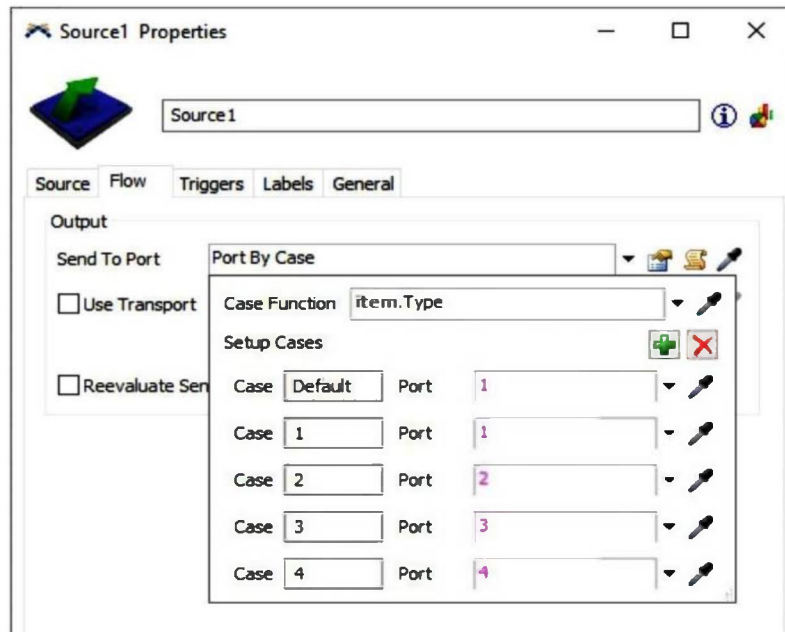 Source1 Properties
Source1
Source Flow Triggers Labels General
Output
Send To Port Port By Case
Use Transport Case Function item.Type
Setup Cases
Reevaluate Sen Case Default Port 1
Case 1 Port 1
Case 2 Port 2
Case 3 Port 3
Case 4 Port 4